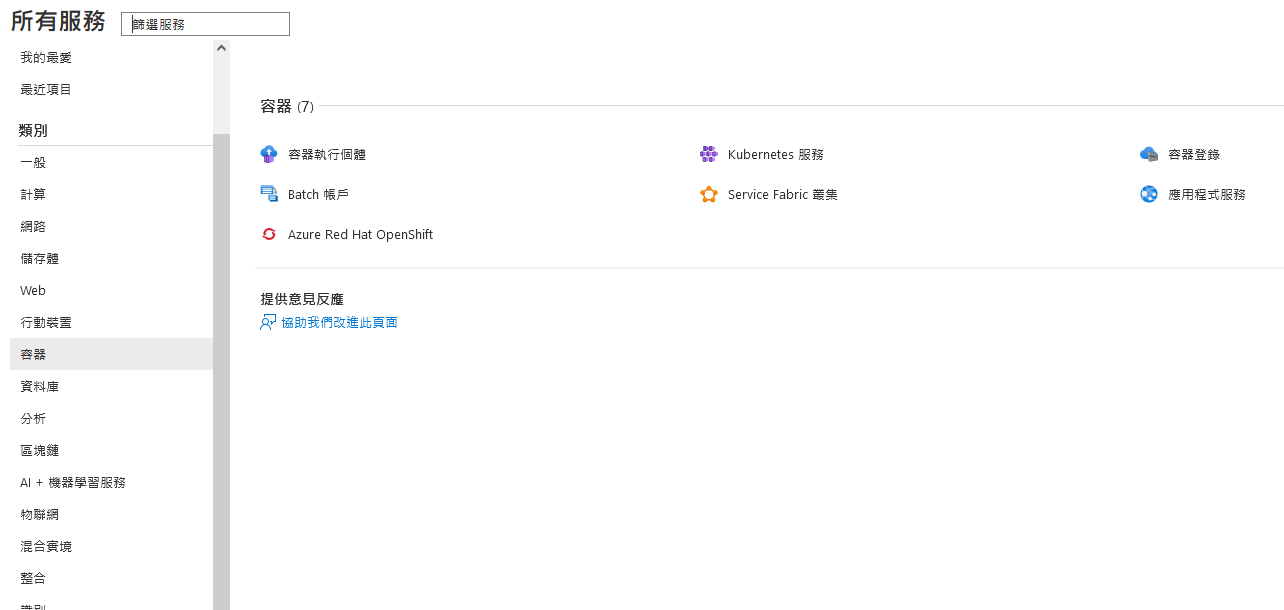 所有服務
篩選服務
我的最愛
最近項目
類別
一般
計算
網路
儲存體
Web
行動裝置
容器
資料庫
分析
區塊鏈
AI + 機器學習服務
物聯網
混合實境
整合
識別
容器 (7)
容器執行個體
Kubernetes 服務
容器登錄
Batch 帳戶
Service Fabric 叢集
應用程式服務
Azure Red Hat OpenShift
提供意見反應
協助我們改進此頁面